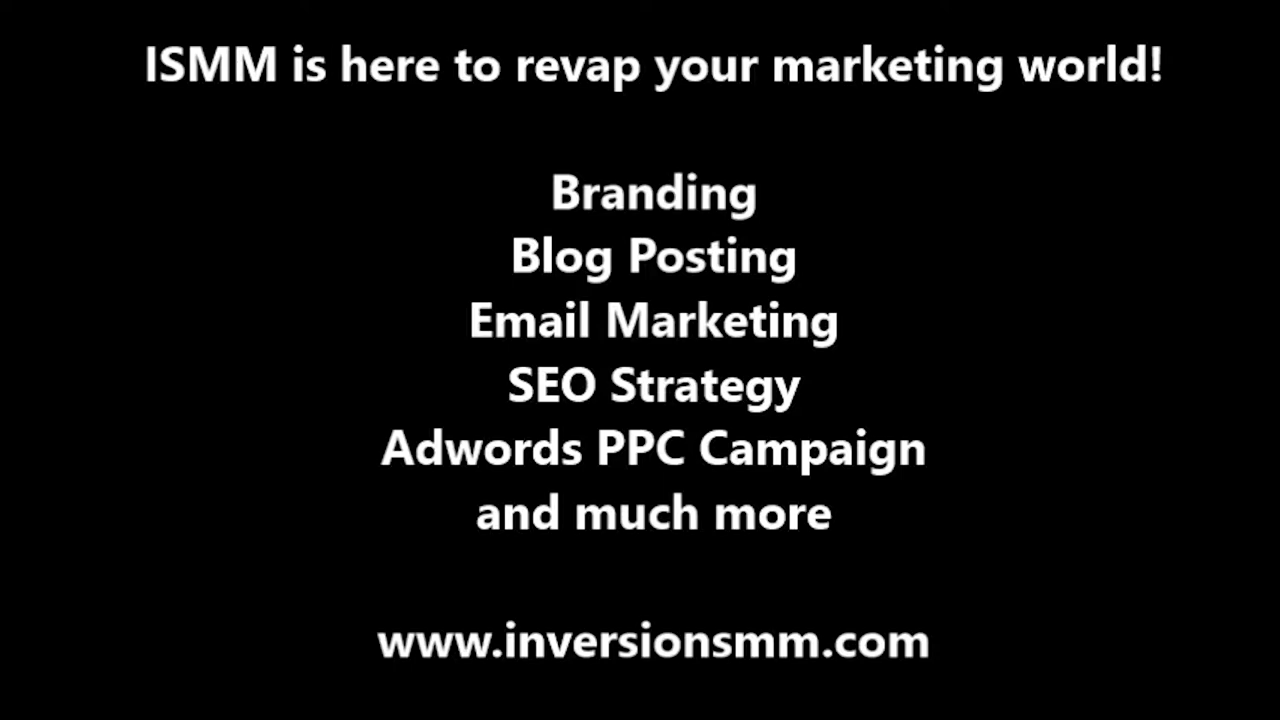 ISMM is here to revap your marketing world!
Branding
Blog Posting
Email Marketing
SEO Strategy
Adwords PPC Campaign
and much more
www.inversionsmm.com